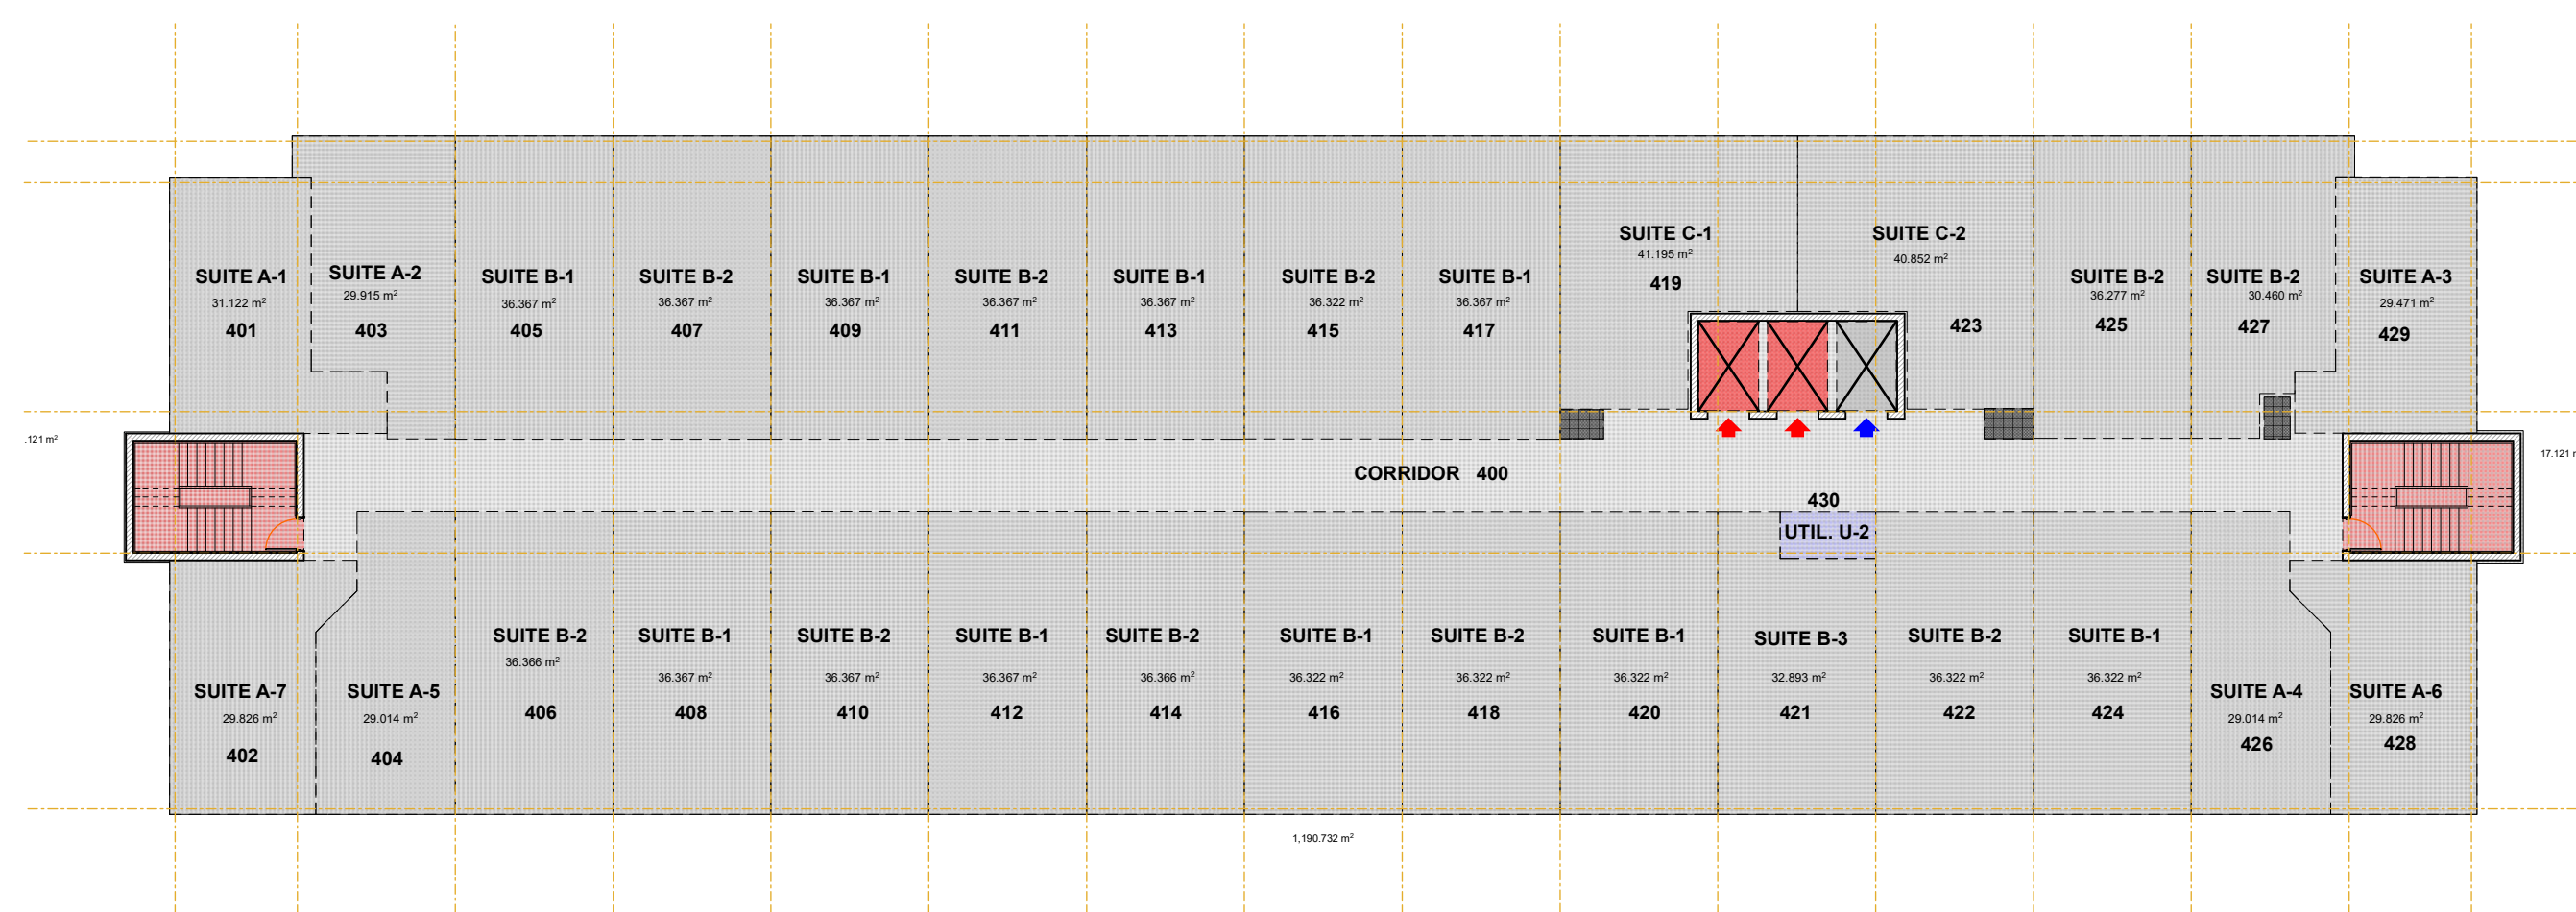 SUITE A-1
31.122 m²
401
SUITE A-2
29.915 m²
403
SUITE B-1
36.367 m²
405
SUITE B-2
36.367 m²
407
SUITE B-1
36.367 m²
409
SUITE B-2
36.367 m²
411
SUITE B-1
36.367 m²
413
SUITE B-2
36.322 m²
415
SUITE B-1
36.367 m²
417
SUITE C-1
41.195 m²
419
SUITE C-2
40.852 m²
423
SUITE B-2
36.277 m²
425
SUITE B-2
30.460 m²
427
SUITE A-3
29.471 m²
429
.121 m²
17.121 m
CORRIDOR 400
430
UTIL. U-2
SUITE A-7
29.826 m²
402
SUITE A-5
29.014 m²
404
SUITE B-2
36.366 m²
406
SUITE B-1
36.367 m²
408
SUITE B-2
36.367 m²
410
SUITE B-1
36.367 m²
412
SUITE B-2
36.366 m²
414
SUITE B-1
36.322 m²
416
SUITE B-2
36.322 m²
418
SUITE B-1
36.322 m²
420
SUITE B-3
32.893 m²
421
SUITE B-2
36.322 m²
422
SUITE B-1
36.322 m²
424
SUITE A-4
29.014 m²
426
SUITE A-6
29.826 m²
428
1,190.732 m²